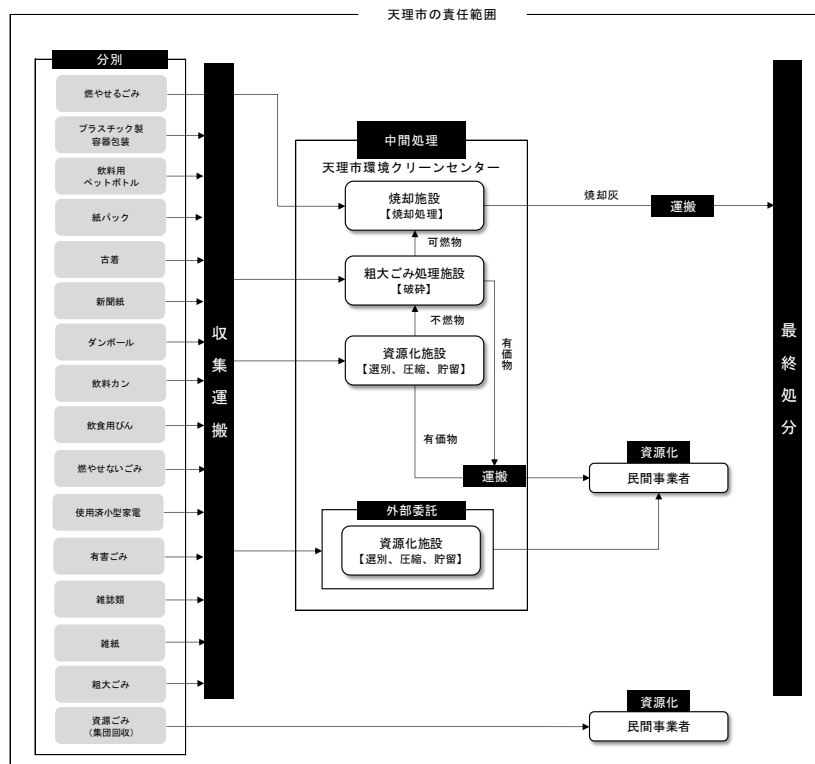 天理市の責任範囲
分別
燃やせるごみ
プラスチック製
容器包装
飲料用
ペットボトル
紙パック
古着
新聞紙
ダンボール
飲料カン
飲食用びん
燃やせないごみ
使用済小型家電
有害ごみ
雑誌類
雑紙
粗大ごみ
資源ごみ
(集団回収)
収集運搬
中間処理
天理市環境クリーンセンター
焼却施設
【焼却処理】
可燃物
粗大ごみ処理施設
【破砕】
不燃物
資源化施設
【選別、圧縮、貯留】
有価物
有価物
運搬
外部委託
資源化施設
【選別、圧縮、貯留】
焼却灰
運搬
資源化
民間事業者
資源化
民間事業者
最終処分